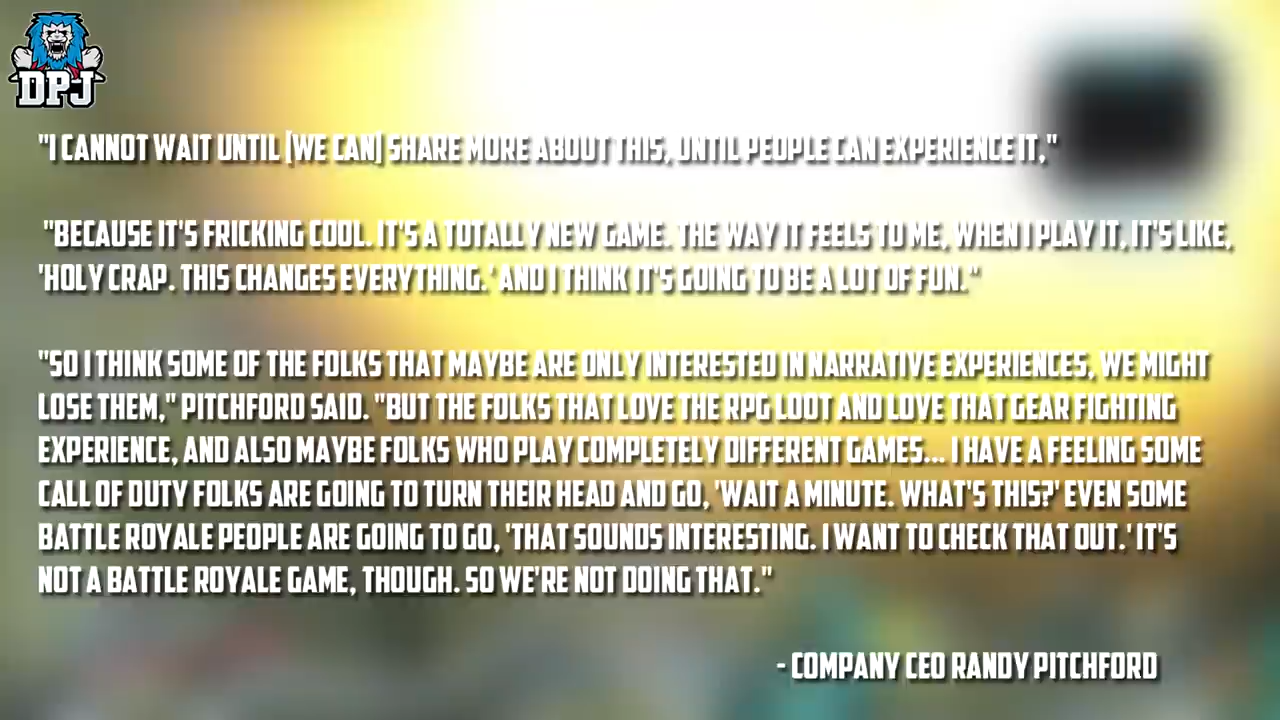 DPJ
"I CANNOT WAIT UNTIL [WE CAN] SHARE MORE ABOUT THIS, UNTIL PEOPLE CAN EXPERIENCE IT,"
"BECAUSE IT'S FRICKING COOL. IT'S A TOTALLY NEW GAME. THE WAY IT FEELS TO ME, WHEN I PLAY IT, IT'S LIKE,
'HOLY CRAP. THIS CHANGES EVERYTHING.' AND I THINK IT'S GOING TO BE A LOT OF FUN."
"SO I THINK SOME OF THE FOLKS THAT MAYBE ARE ONLY INTERESTED IN NARRATIVE EXPERIENCES, WE MIGHT
LOSE THEM," PITCHFORD SAID. "BUT THE FOLKS THAT LOVE THE RPG LOOT AND LOVE THAT GEAR FIGHTING
EXPERIENCE, AND ALSO MAYBE FOLKS WHO PLAY COMPLETELY DIFFERENT GAMES... I HAVE A FEELING SOME
CALL OF DUTY FOLKS ARE GOING TO TURN THEIR HEAD AND GO, 'WAIT A MINUTE. WHAT'S THIS?' EVEN SOME
BATTLE ROYALE PEOPLE ARE GOING TO GO, 'THAT SOUNDS INTERESTING. I WANT TO CHECK THAT OUT.' IT'S
NOT A BATTLE ROYALE GAME, THOUGH. SO WE'RE NOT DOING THAT."
- COMPANY CEO RANDY PITCHFORD